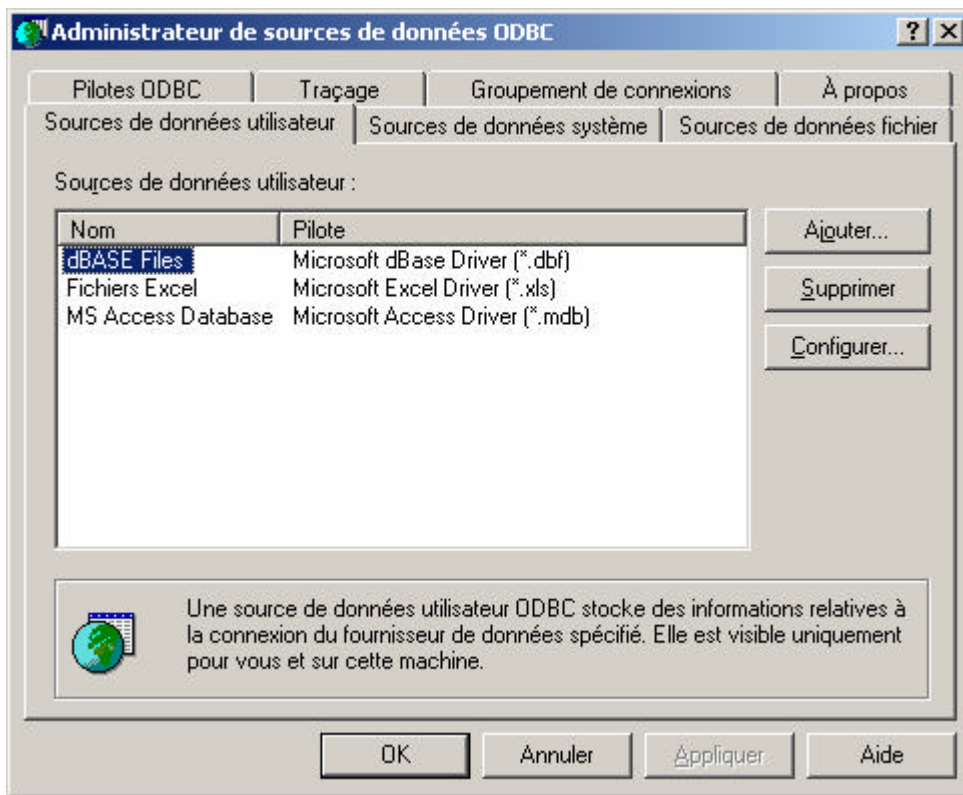 Administrateur de sources de données ODBC
Pilotes ODBC Traçage Groupement de connexions À propos
Sources de données utilisateur Sources de données système Sources de données fichier
Sources de données utilisateur :
Nom Pilote
dBASE Files Microsoft dBase Driver (*.dbf)
Fichiers Excel Microsoft Excel Driver (*.xls)
MS Access Database Microsoft Access Driver (*.mdb)
Ajouter...
Supprimer
Configurer...
Une source de données utilisateur ODBC stocke des informations relatives à
la connexion du fournisseur de données spécifié. Elle est visible uniquement
pour vous et sur cette machine.
OK Annuler Appliquer Aide